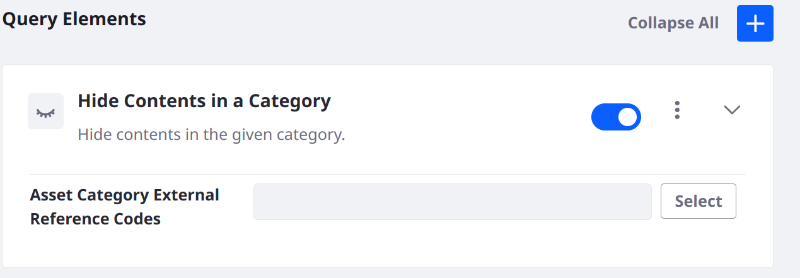 Query Elements
Collapse All
Hide Contents in a Category
Hide contents in the given category.
Asset Category External
Reference Codes
Select